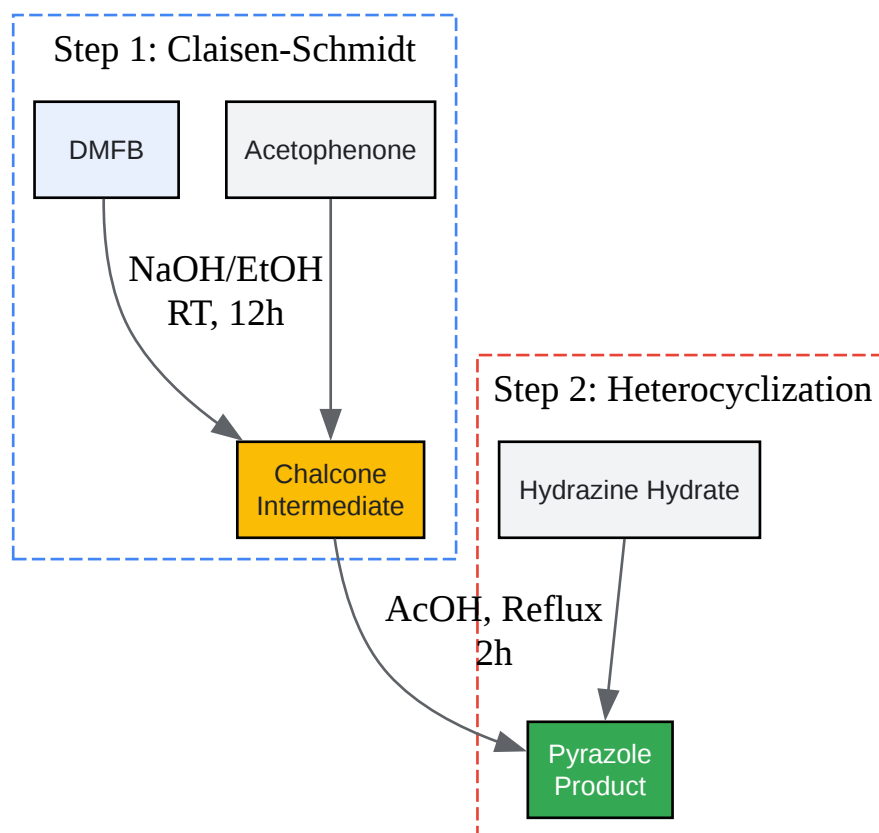 Step 1: Claisen-Schmidt
DMFB
Acetophenone
NaOH/EtOH
RT, 12h
Chalcone
Intermediate
Step 2: Heterocyclization
Hydrazine Hydrate
AcOH, Reflux
2h
Pyrazole
Product